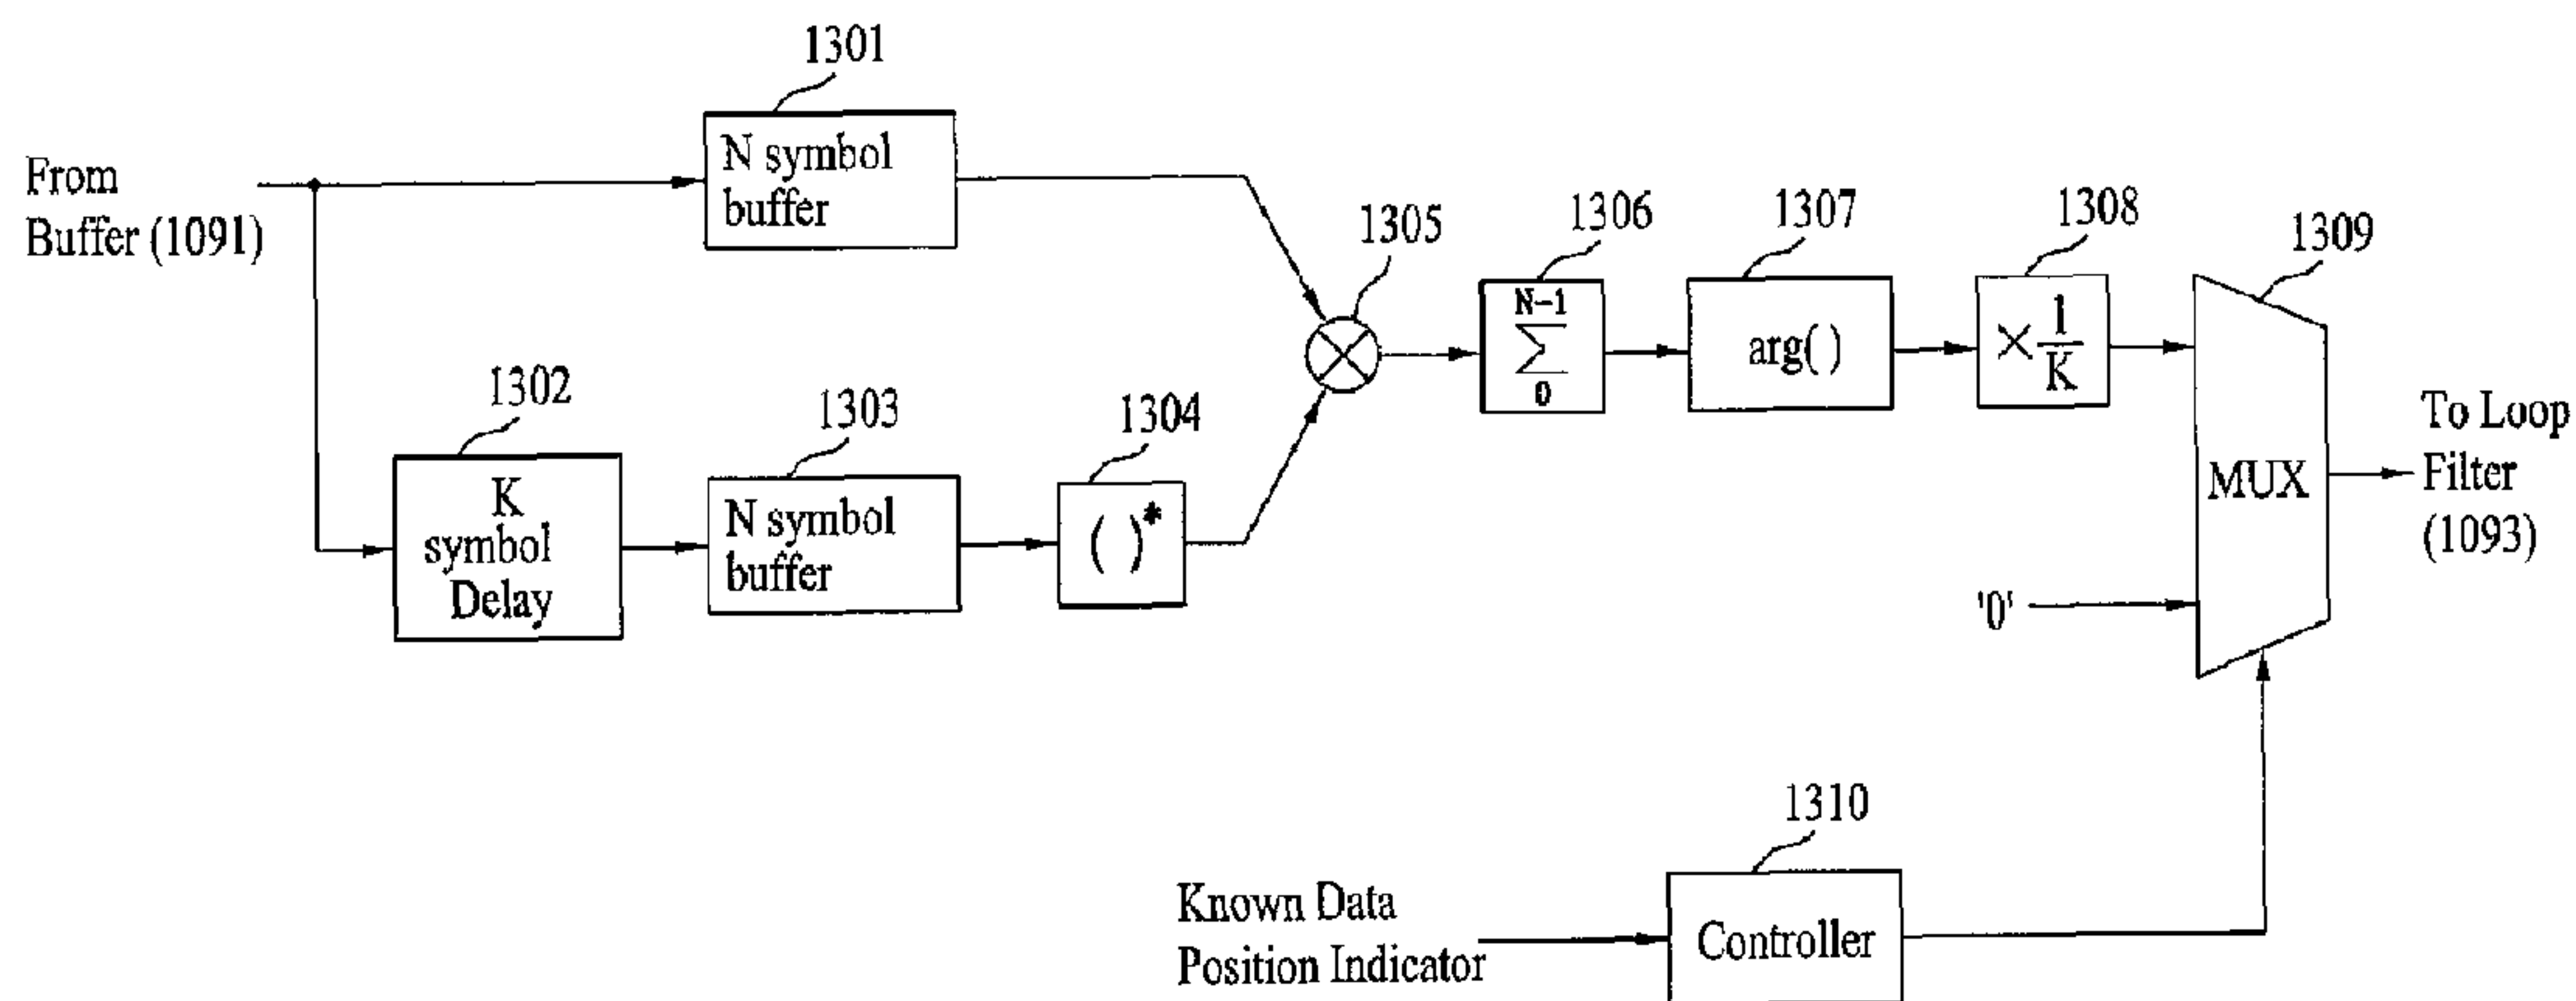 1301
N symbol
buffer
From
Buffer (1091)
1302
K
symbol
Delay
1303
N symbol
buffer
1304
( )*
1305
1306
N-1
∑
0
1307
arg( )
1308
× 1/K
1309
MUX
'0'
To Loop
Filter
(1093)
1310
Controller
Known Data
Position Indicator